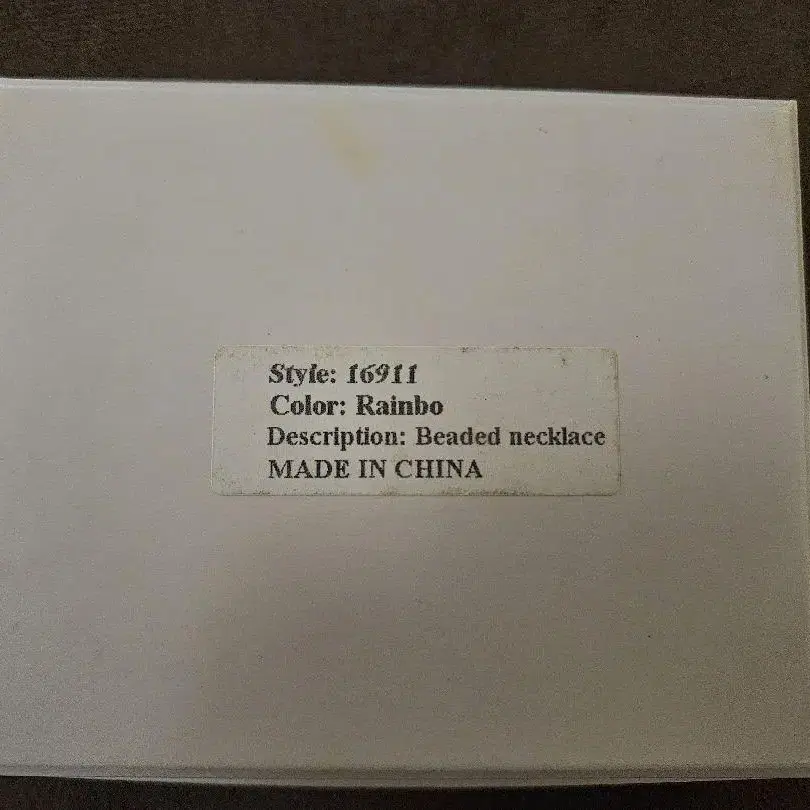 Style: 16911
Color: Rainbo
Description: Beaded necklace
MADE IN CHINA